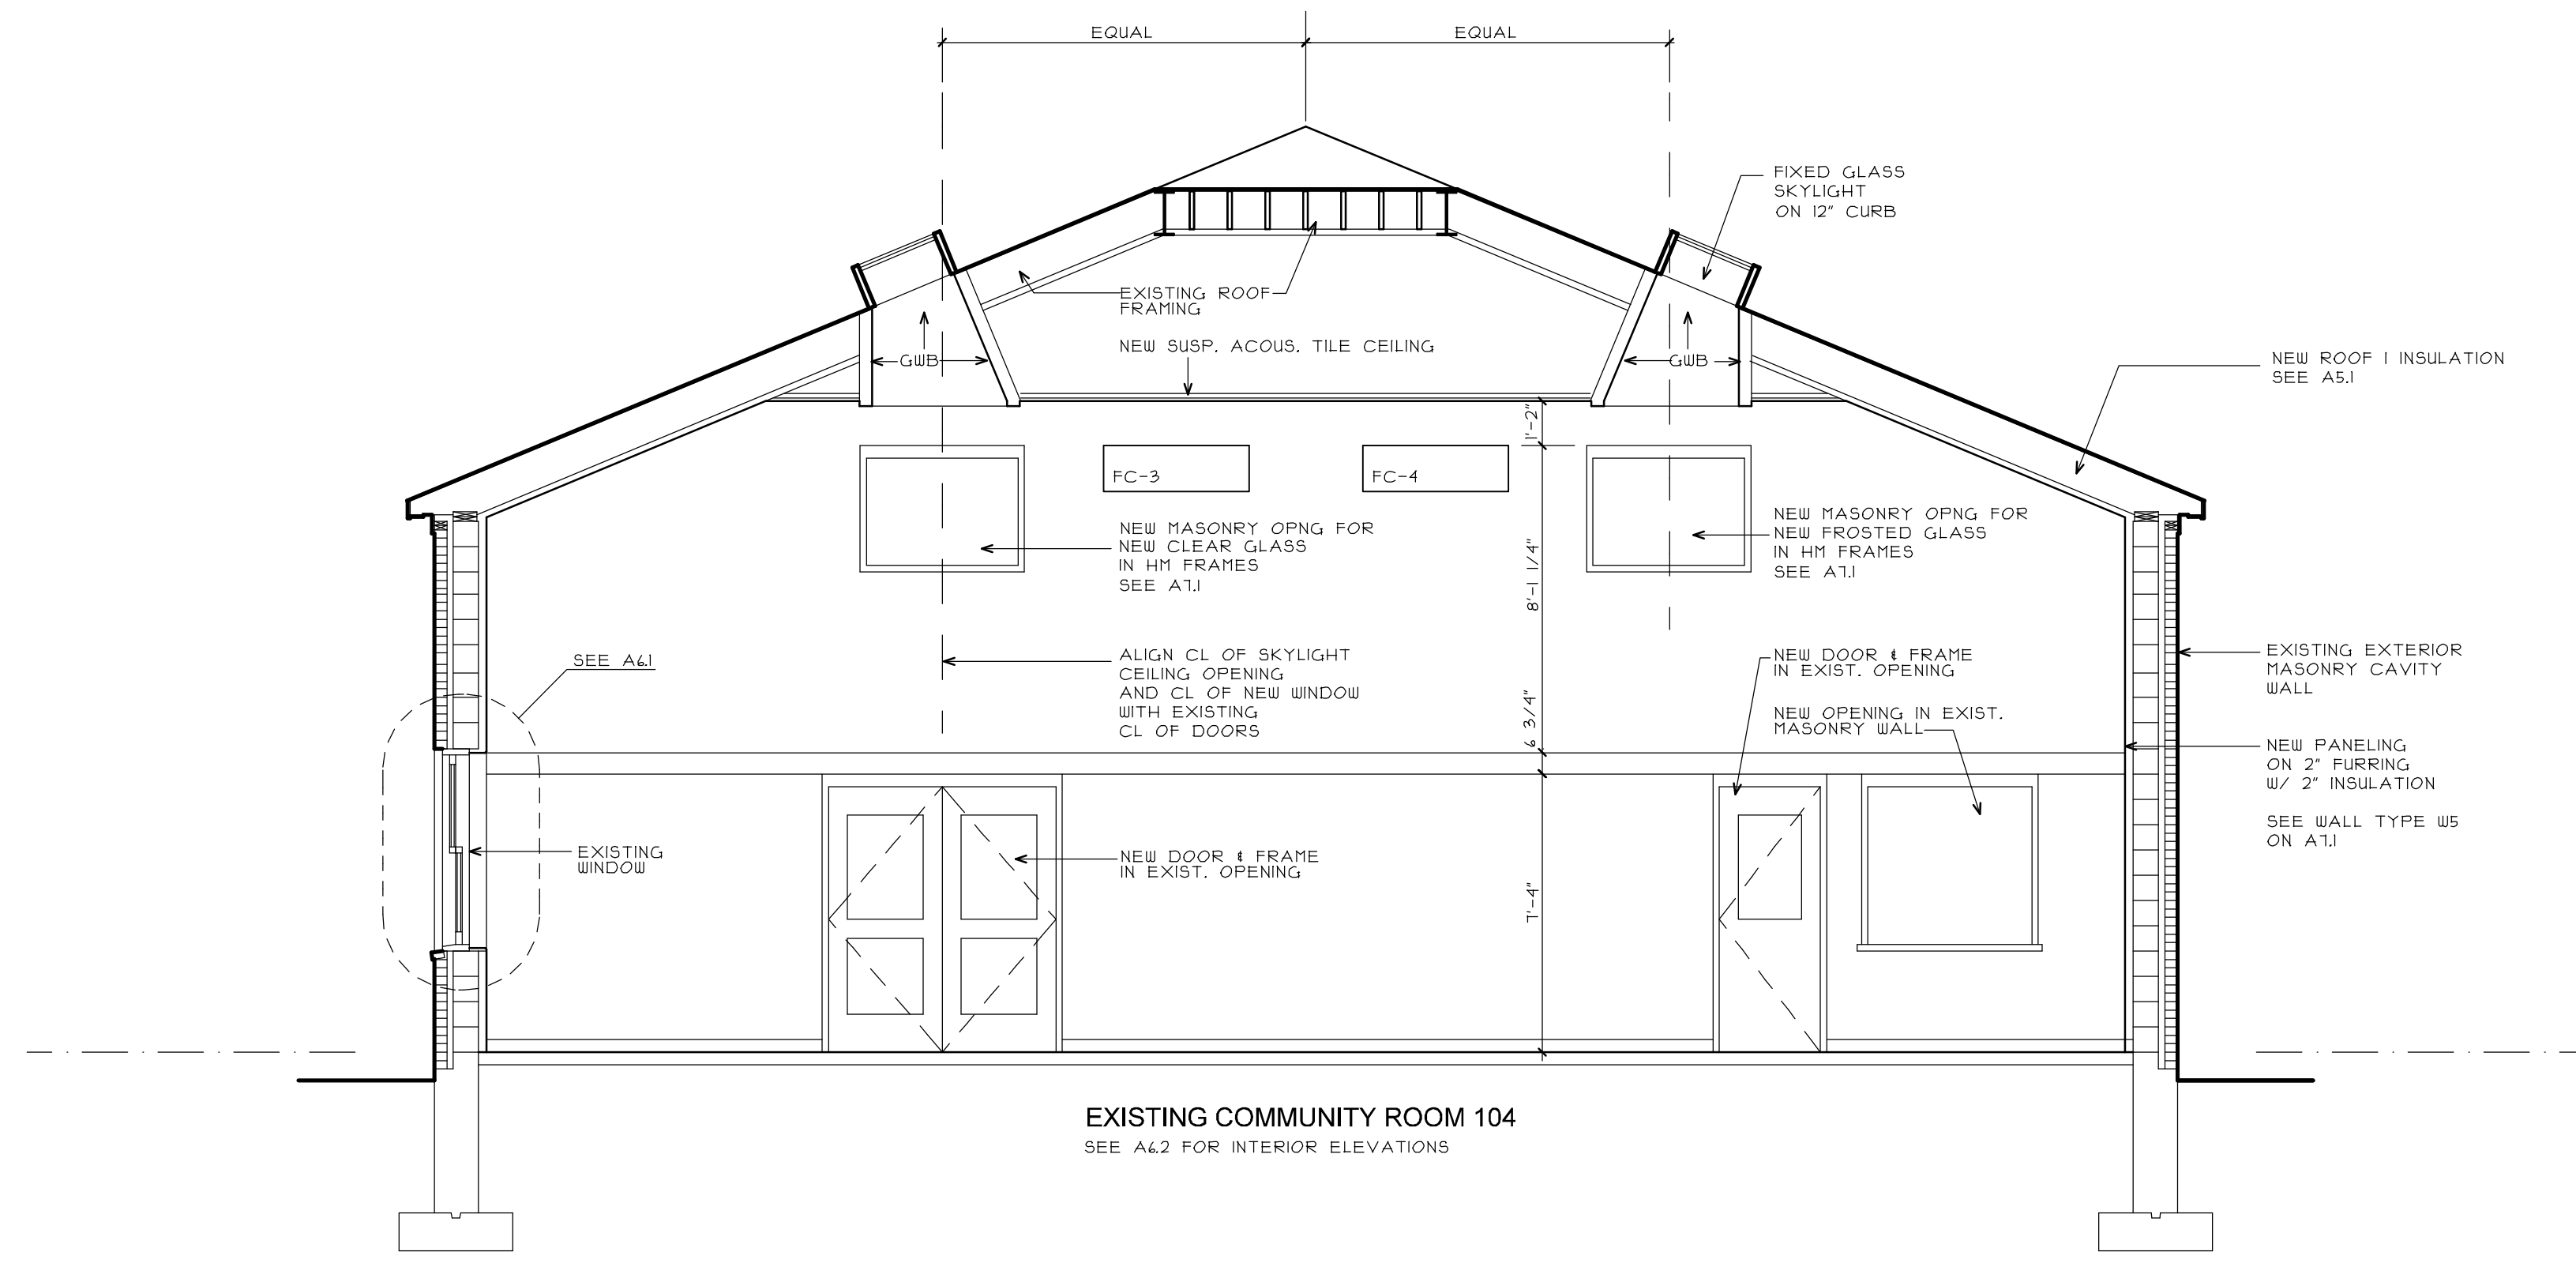 EQUAL
EQUAL
FIXED GLASS
SKYLIGHT
ON 12" CURB
EXISTING ROOF
FRAMING
NEW SUSP. ACOUS. TILE CEILING
GWB
GWB
NEW ROOF | INSULATION
SEE A5.1
1'-2"
FC-3
FC-4
NEW MASONRY OPNG FOR
NEW CLEAR GLASS
IN HM FRAMES
SEE A7.1
NEW MASONRY OPNG FOR
NEW FROSTED GLASS
IN HM FRAMES
SEE A7.1
8'-1 1/4"
SEE A6.1
ALIGN CL OF SKYLIGHT
CEILING OPENING
AND CL OF NEW WINDOW
WITH EXISTING
CL OF DOORS
NEW DOOR & FRAME
IN EXIST. OPENING
NEW OPENING IN EXIST.
MASONRY WALL
EXISTING EXTERIOR
MASONRY CAVITY
WALL
6 3/4"
NEW PANELING
ON 2" FURRING
W/ 2" INSULATION
SEE WALL TYPE W5
ON A7.1
EXISTING
WINDOW
NEW DOOR & FRAME
IN EXIST. OPENING
7'-4"
EXISTING COMMUNITY ROOM 104
SEE A6.2 FOR INTERIOR ELEVATIONS